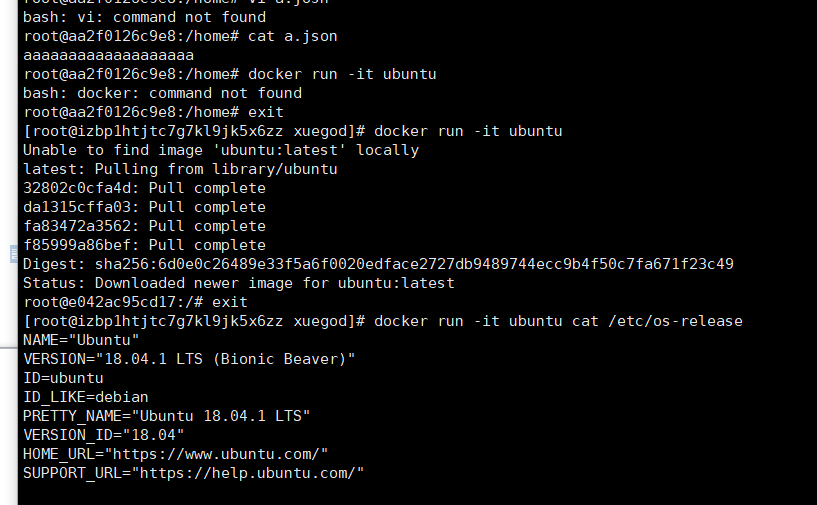 root@aa2f0126c9e8:/home# vi a.josn
bash: vi: command not found
root@aa2f0126c9e8:/home# cat a.json
aaaaaaaaaaaaaaaaaaa
root@aa2f0126c9e8:/home# docker run -it ubuntu
bash: docker: command not found
root@aa2f0126c9e8:/home# exit
[root@izbp1htjtc7g7kl9jk5x6zz xuegod]# docker run -it ubuntu
Unable to find image 'ubuntu:latest' locally
latest: Pulling from library/ubuntu
32802c0cfa4d: Pull complete
da1315cffa03: Pull complete
fa83472a3562: Pull complete
f85999a86bef: Pull complete
Digest: sha256:6d0e0c26489e33f5a6f0020edface2727db9489744ecc9b4f50c7fa671f23c49
Status: Downloaded newer image for ubuntu:latest
root@e042ac95cd17:/# exit
[root@izbp1htjtc7g7kl9jk5x6zz xuegod]# docker run -it ubuntu cat /etc/os-release
NAME="Ubuntu"
VERSION="18.04.1 LTS (Bionic Beaver)"
ID=ubuntu
ID_LIKE=debian
PRETTY_NAME="Ubuntu 18.04.1 LTS"
VERSION_ID="18.04"
HOME_URL="https://www.ubuntu.com/"
SUPPORT_URL="https://help.ubuntu.com/"